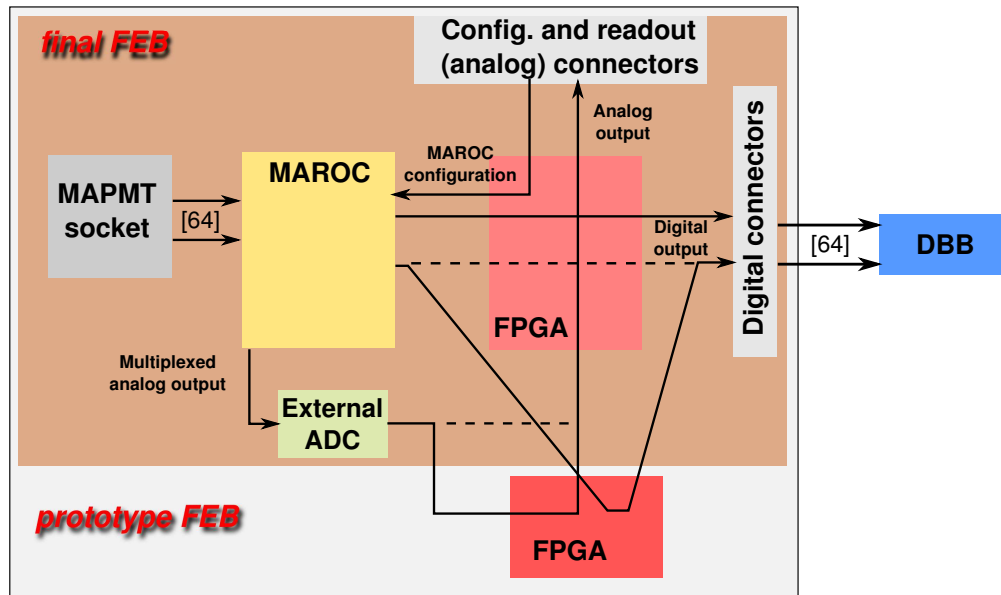 final FEB
Config. and readout
(analog) connectors
Analog
output
MAROC
configuration
MAPMT
socket
[64]
MAROC
Digital
output
Digital connectors
[64]
DBB
FPGA
Multiplexed
analog output
External
ADC
prototype FEB
FPGA